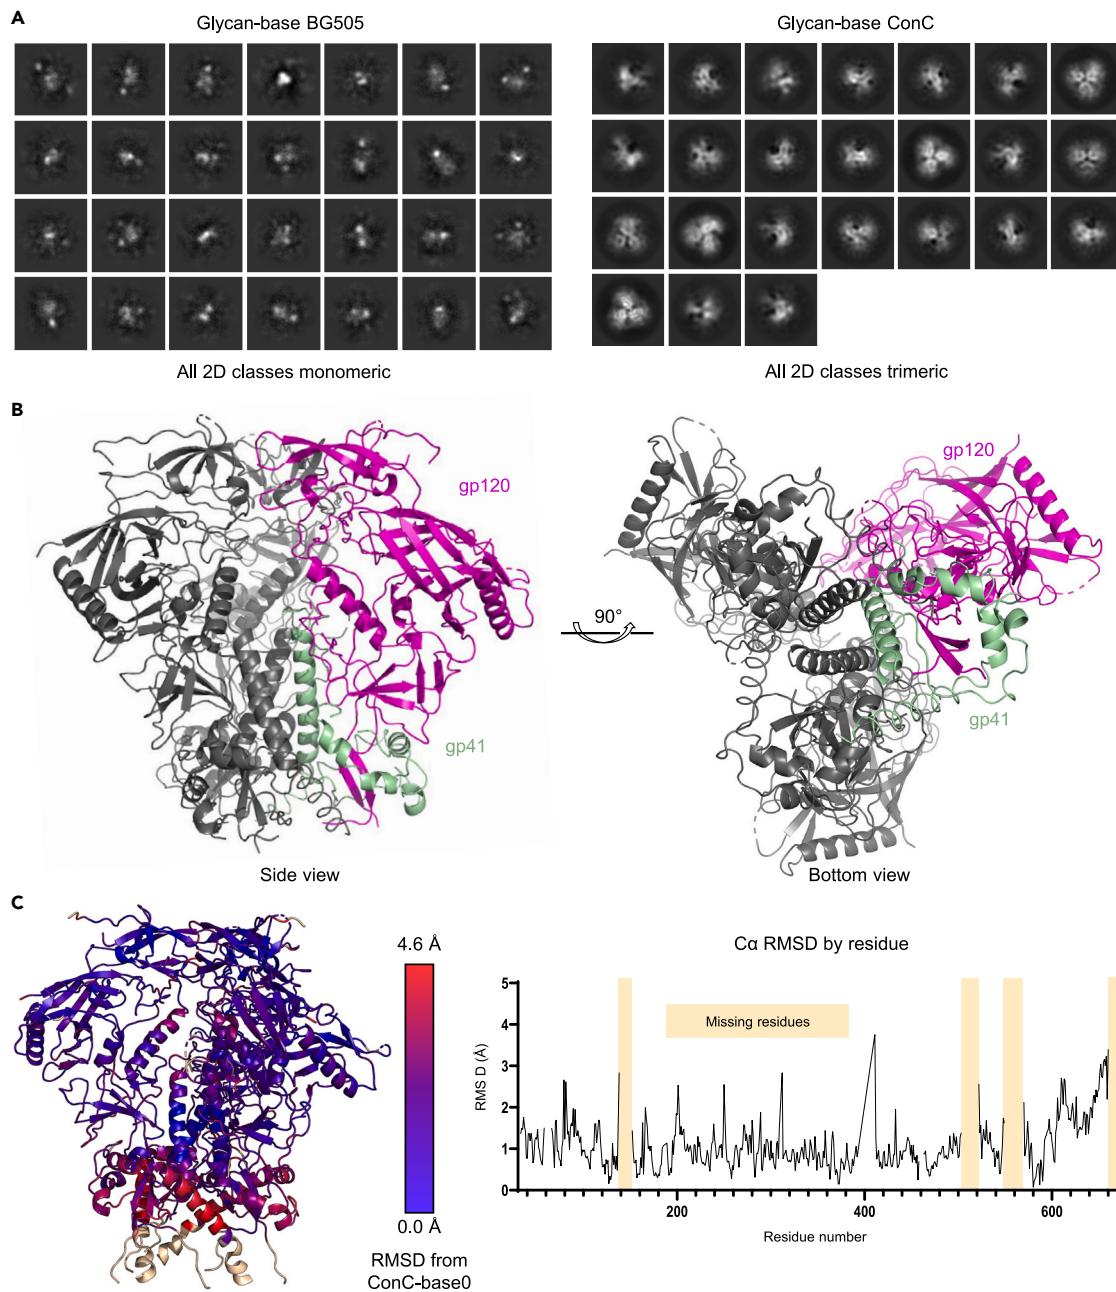 A
Glycan-base BG505
Glycan-base ConC
All 2D classes monomeric
All 2D classes trimeric
B
gp120
gp41
Side view
90°
gp120
gp41
Bottom view
C
4.6 Å
0.0 Å
RMSD from
ConC-base0
Cα RMSD by residue
Missing residues
RMS D (Å)
5
4
3
2
1
0
200
400
600
Residue number